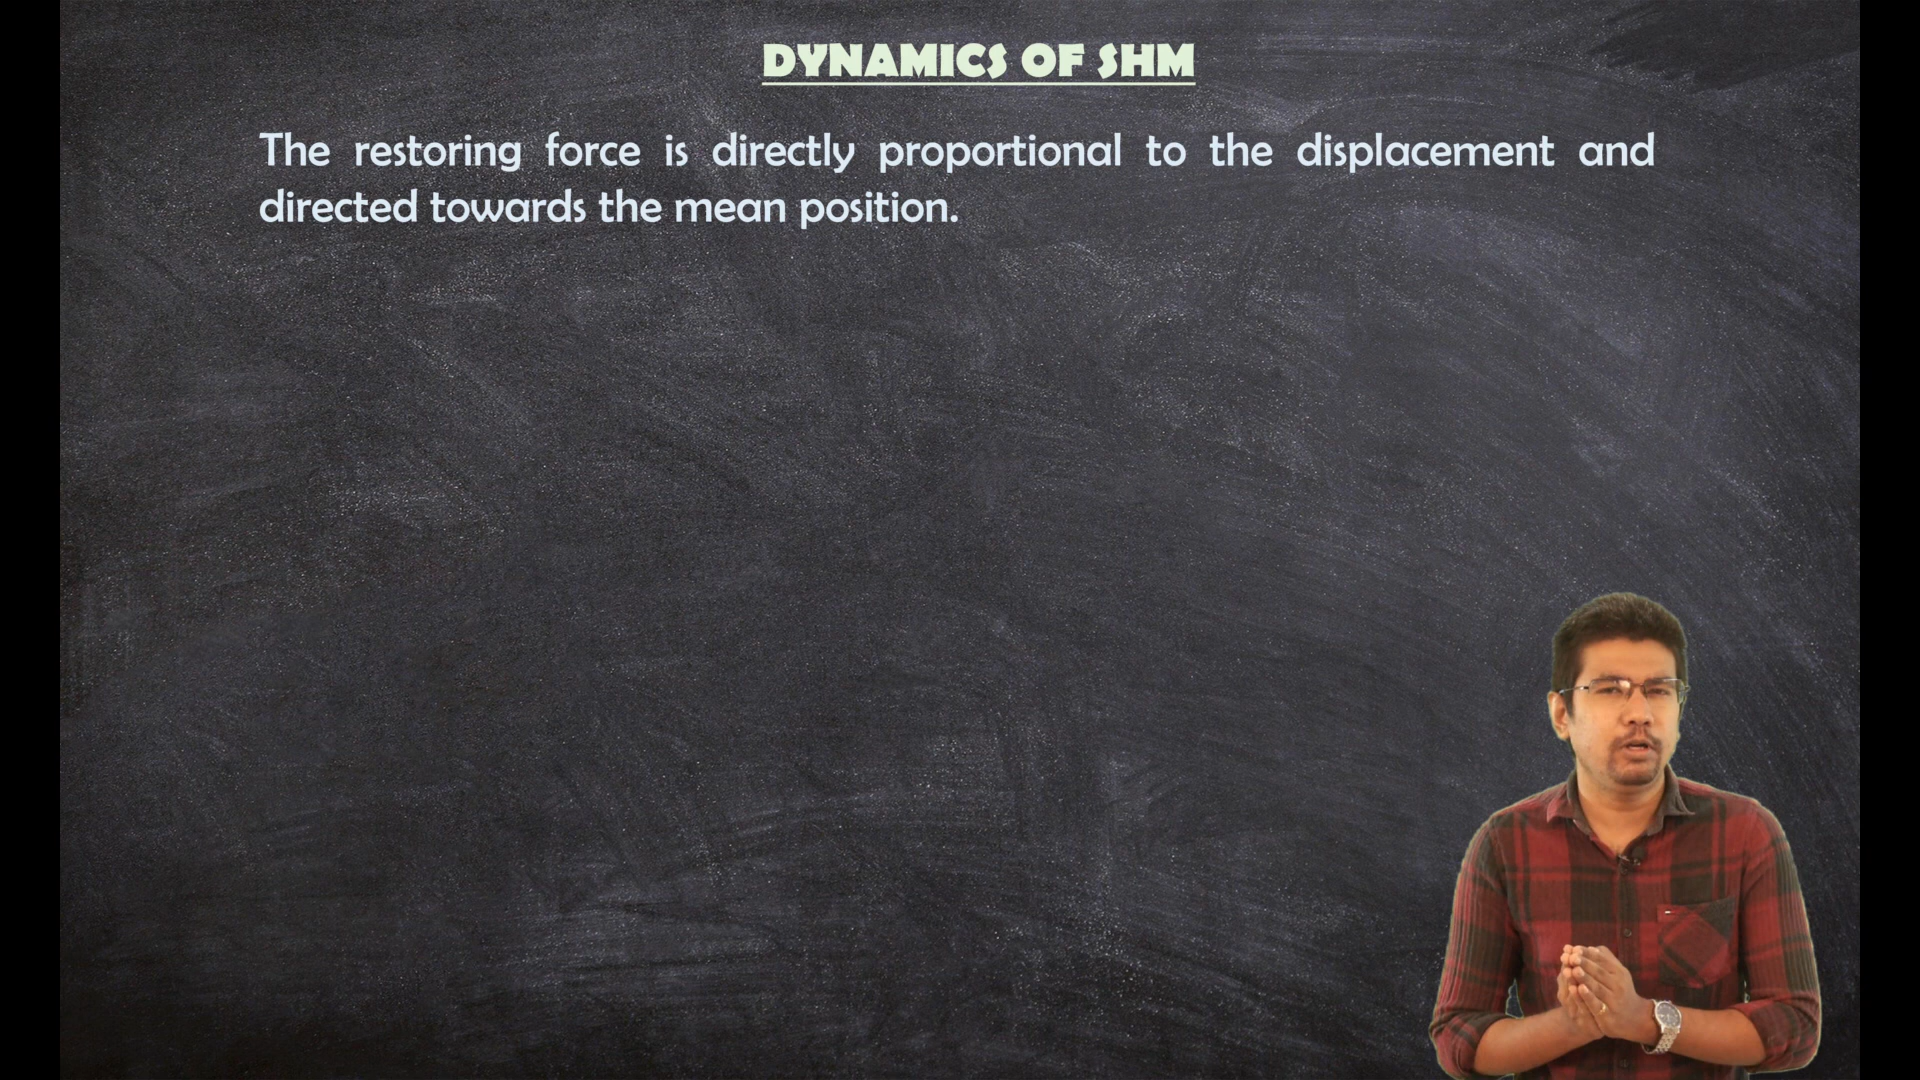 DYNAMICS OF SHM
The restoring force is directly proportional to the displacement and
directed towards the mean position.